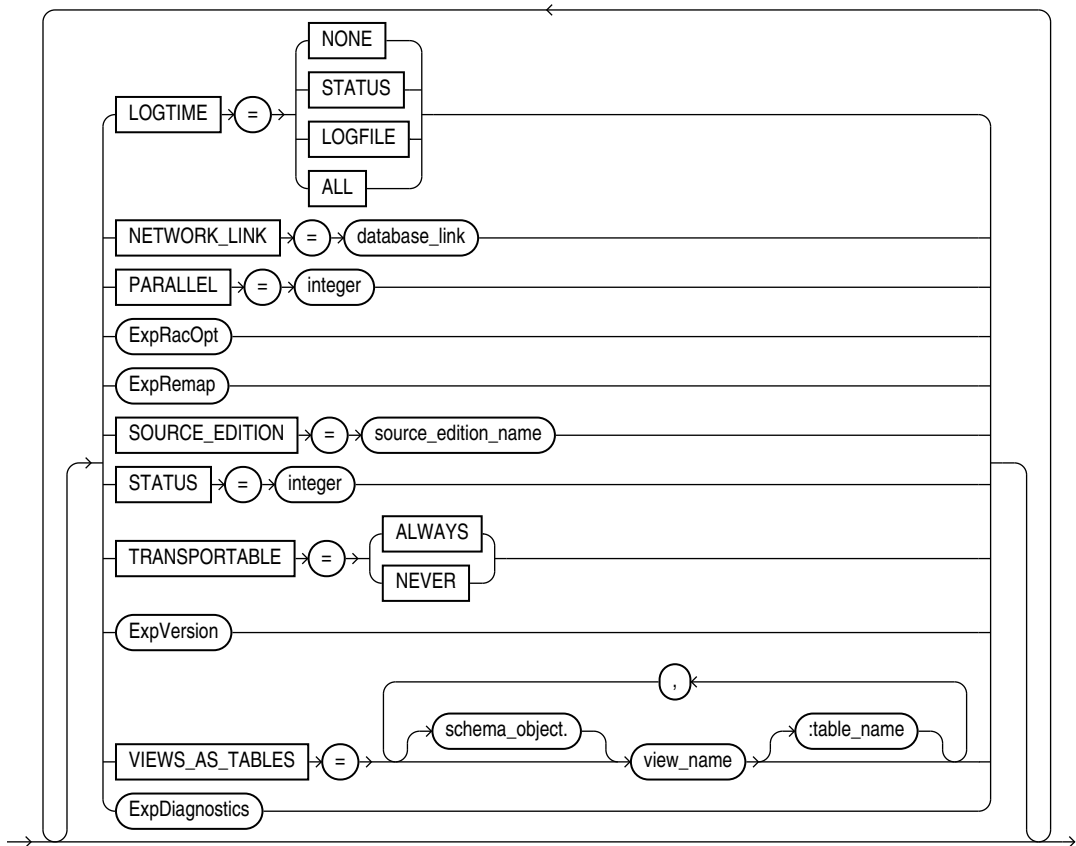 NONE
STATUS
LOGTIME =
LOGFILE
ALL
NETWORK_LINK = database_link
PARALLEL = integer
ExpRacOpt
ExpRemap
SOURCE_EDITION = source_edition_name
STATUS = integer
ALWAYS
TRANSPORTABLE =
NEVER
ExpVersion
,
schema_object. :table_name
VIEWS_AS_TABLES = view_name
ExpDiagnostics